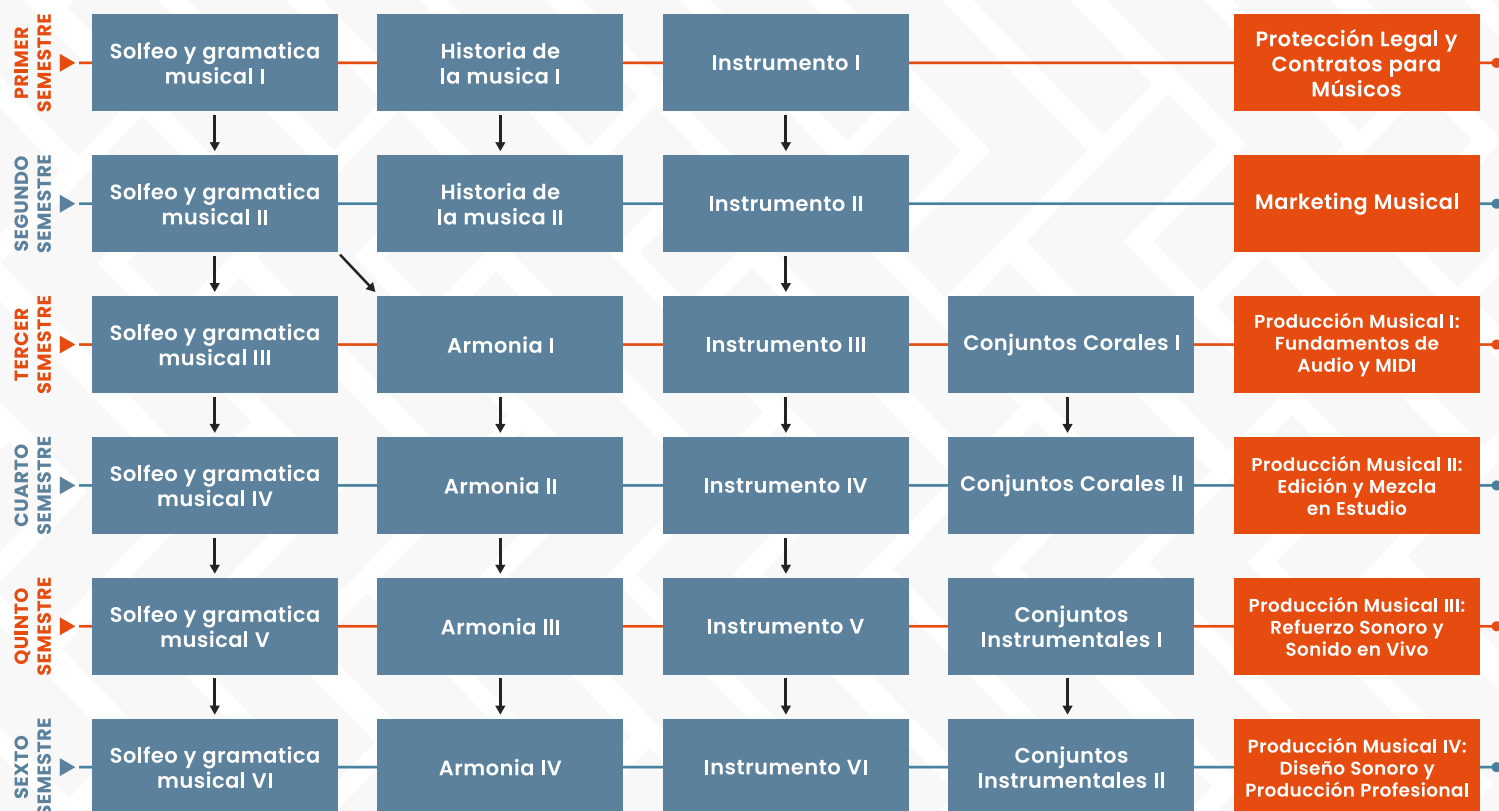 PRIMER
SEMESTRE
Solfeo y gramatica
musical I
Historia de
la musica I
Instrumento I
Protección Legal y
Contratos para
Músicos
SEGUNDO
SEMESTRE
Solfeo y gramatica
musical II
Historia de
la musica II
Instrumento II
Marketing Musical
TERCER
SEMESTRE
Solfeo y gramatica
musical III
Armonia I
Instrumento III
Conjuntos Corales I
Producción Musical I:
Fundamentos de
Audio y MIDI
CUARTO
SEMESTRE
Solfeo y gramatica
musical IV
Armonia II
Instrumento IV
Conjuntos Corales II
Producción Musical II:
Edición y Mezcla
en Estudio
QUINTO
SEMESTRE
Solfeo y gramatica
musical V
Armonia III
Instrumento V
Conjuntos
Instrumentales I
Producción Musical III:
Refuerzo Sonoro y
Sonido en Vivo
SEXTO
SEMESTRE
Solfeo y gramatica
musical VI
Armonia IV
Instrumento VI
Conjuntos
Instrumentales II
Producción Musical IV:
Diseño Sonoro y
Producción Profesional